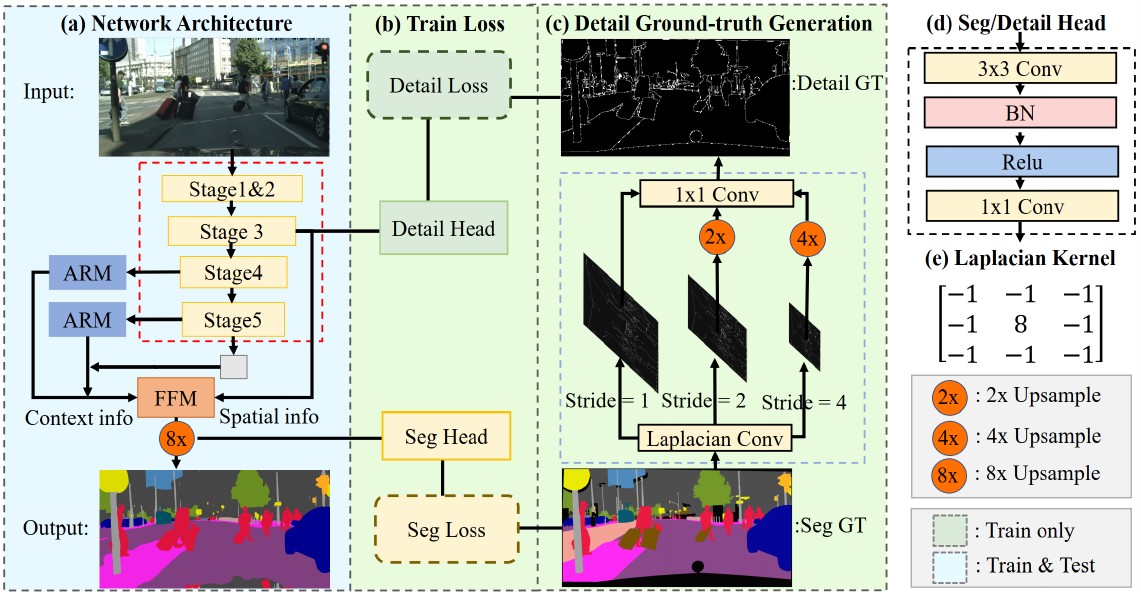 (a) Network Architecture
Input:
Stage1&2
Stage 3
ARM
Stage4
ARM
Stage5
FFM
Context info
Spatial info
8x
Output:
(b) Train Loss
Detail Loss
Detail Head
Seg Head
Seg Loss
(c) Detail Ground-truth Generation
:Detail GT
1x1 Conv
2x
4x
Stride = 1
Stride = 2
Stride = 4
Laplacian Conv
:Seg GT
(d) Seg/Detail Head
3x3 Conv
BN
Relu
1x1 Conv
(e) Laplacian Kernel
−1 −1 −1
−1 8 −1
−1 −1 −1
2x : 2x Upsample
4x : 4x Upsample
8x : 8x Upsample
: Train only
: Train & Test